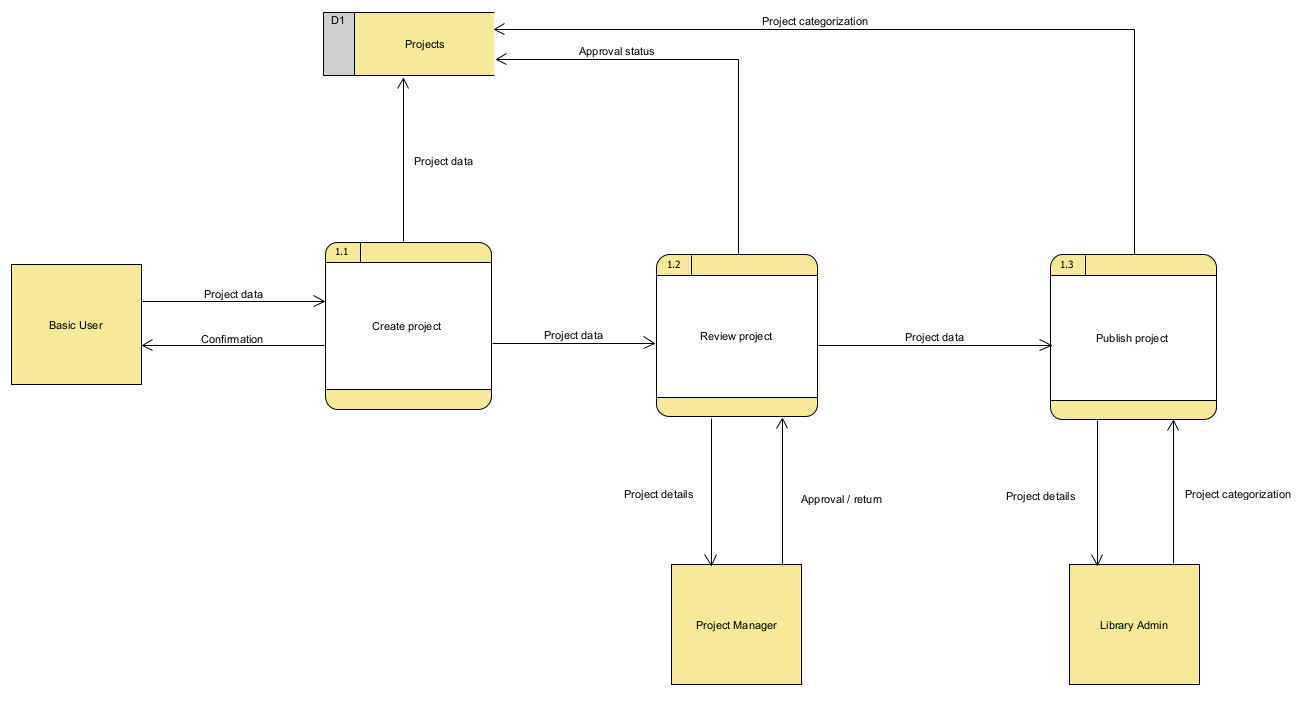 D1
Projects
Project categorization
Approval status
Project data
1.1
Create project
1.2
Review project
1.3
Publish project
Basic User
Project data
Confirmation
Project data
Project data
Project details
Approval / return
Project details
Project categorization
Project Manager
Library Admin